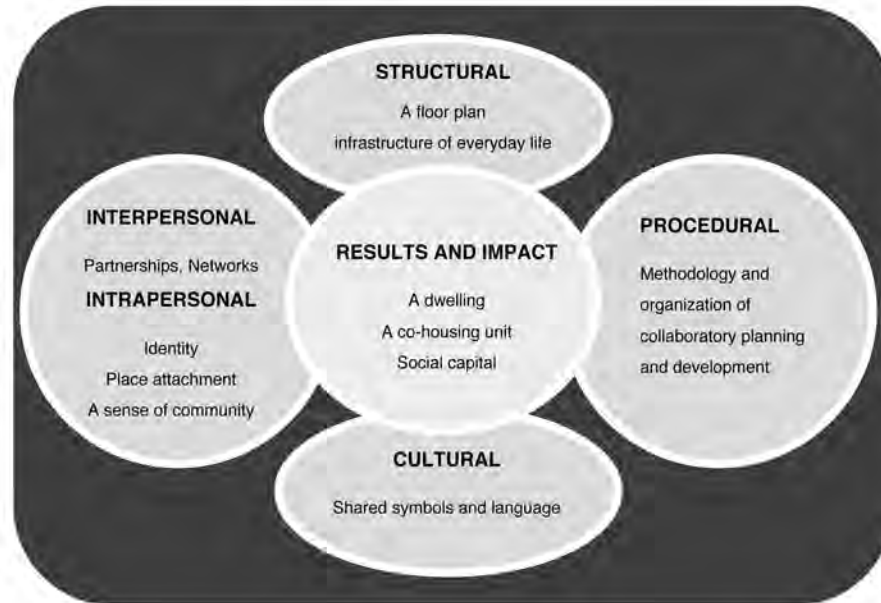 STRUCTURAL
A floor plan
infrastructure of everyday life
INTERPERSONAL
Partnerships, Networks
INTRAPERSONAL
Identity
Place attachment
A sense of community
RESULTS AND IMPACT
A dwelling
A co-housing unit
Social capital
PROCEDURAL
Methodology and
organization of
collaboratory planning
and development
CULTURAL
Shared symbols and language